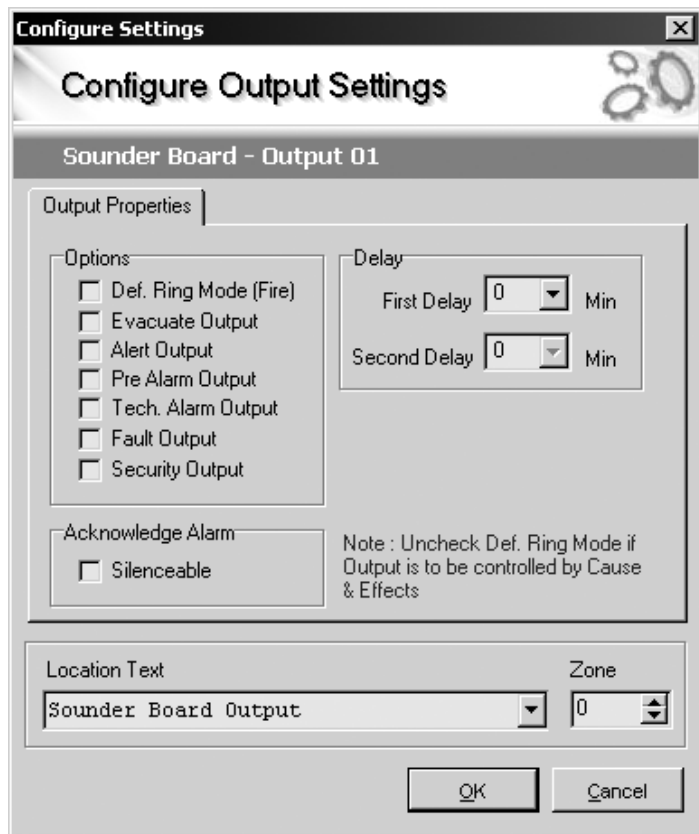 Configure Settings
Configure Output Settings
Sounder Board - Output 01
Output Properties
Options
Def. Ring Mode (Fire)
Evacuate Output
Alert Output
Pre Alarm Output
Tech. Alarm Output
Fault Output
Security Output
Delay
First Delay 0 Min
Second Delay 0 Min
Acknowledge Alarm
Silenceable
Note : Uncheck Def. Ring Mode if
Output is to be controlled by Cause
& Effects
Location Text
Sounder Board Output
Zone
0
OK
Cancel